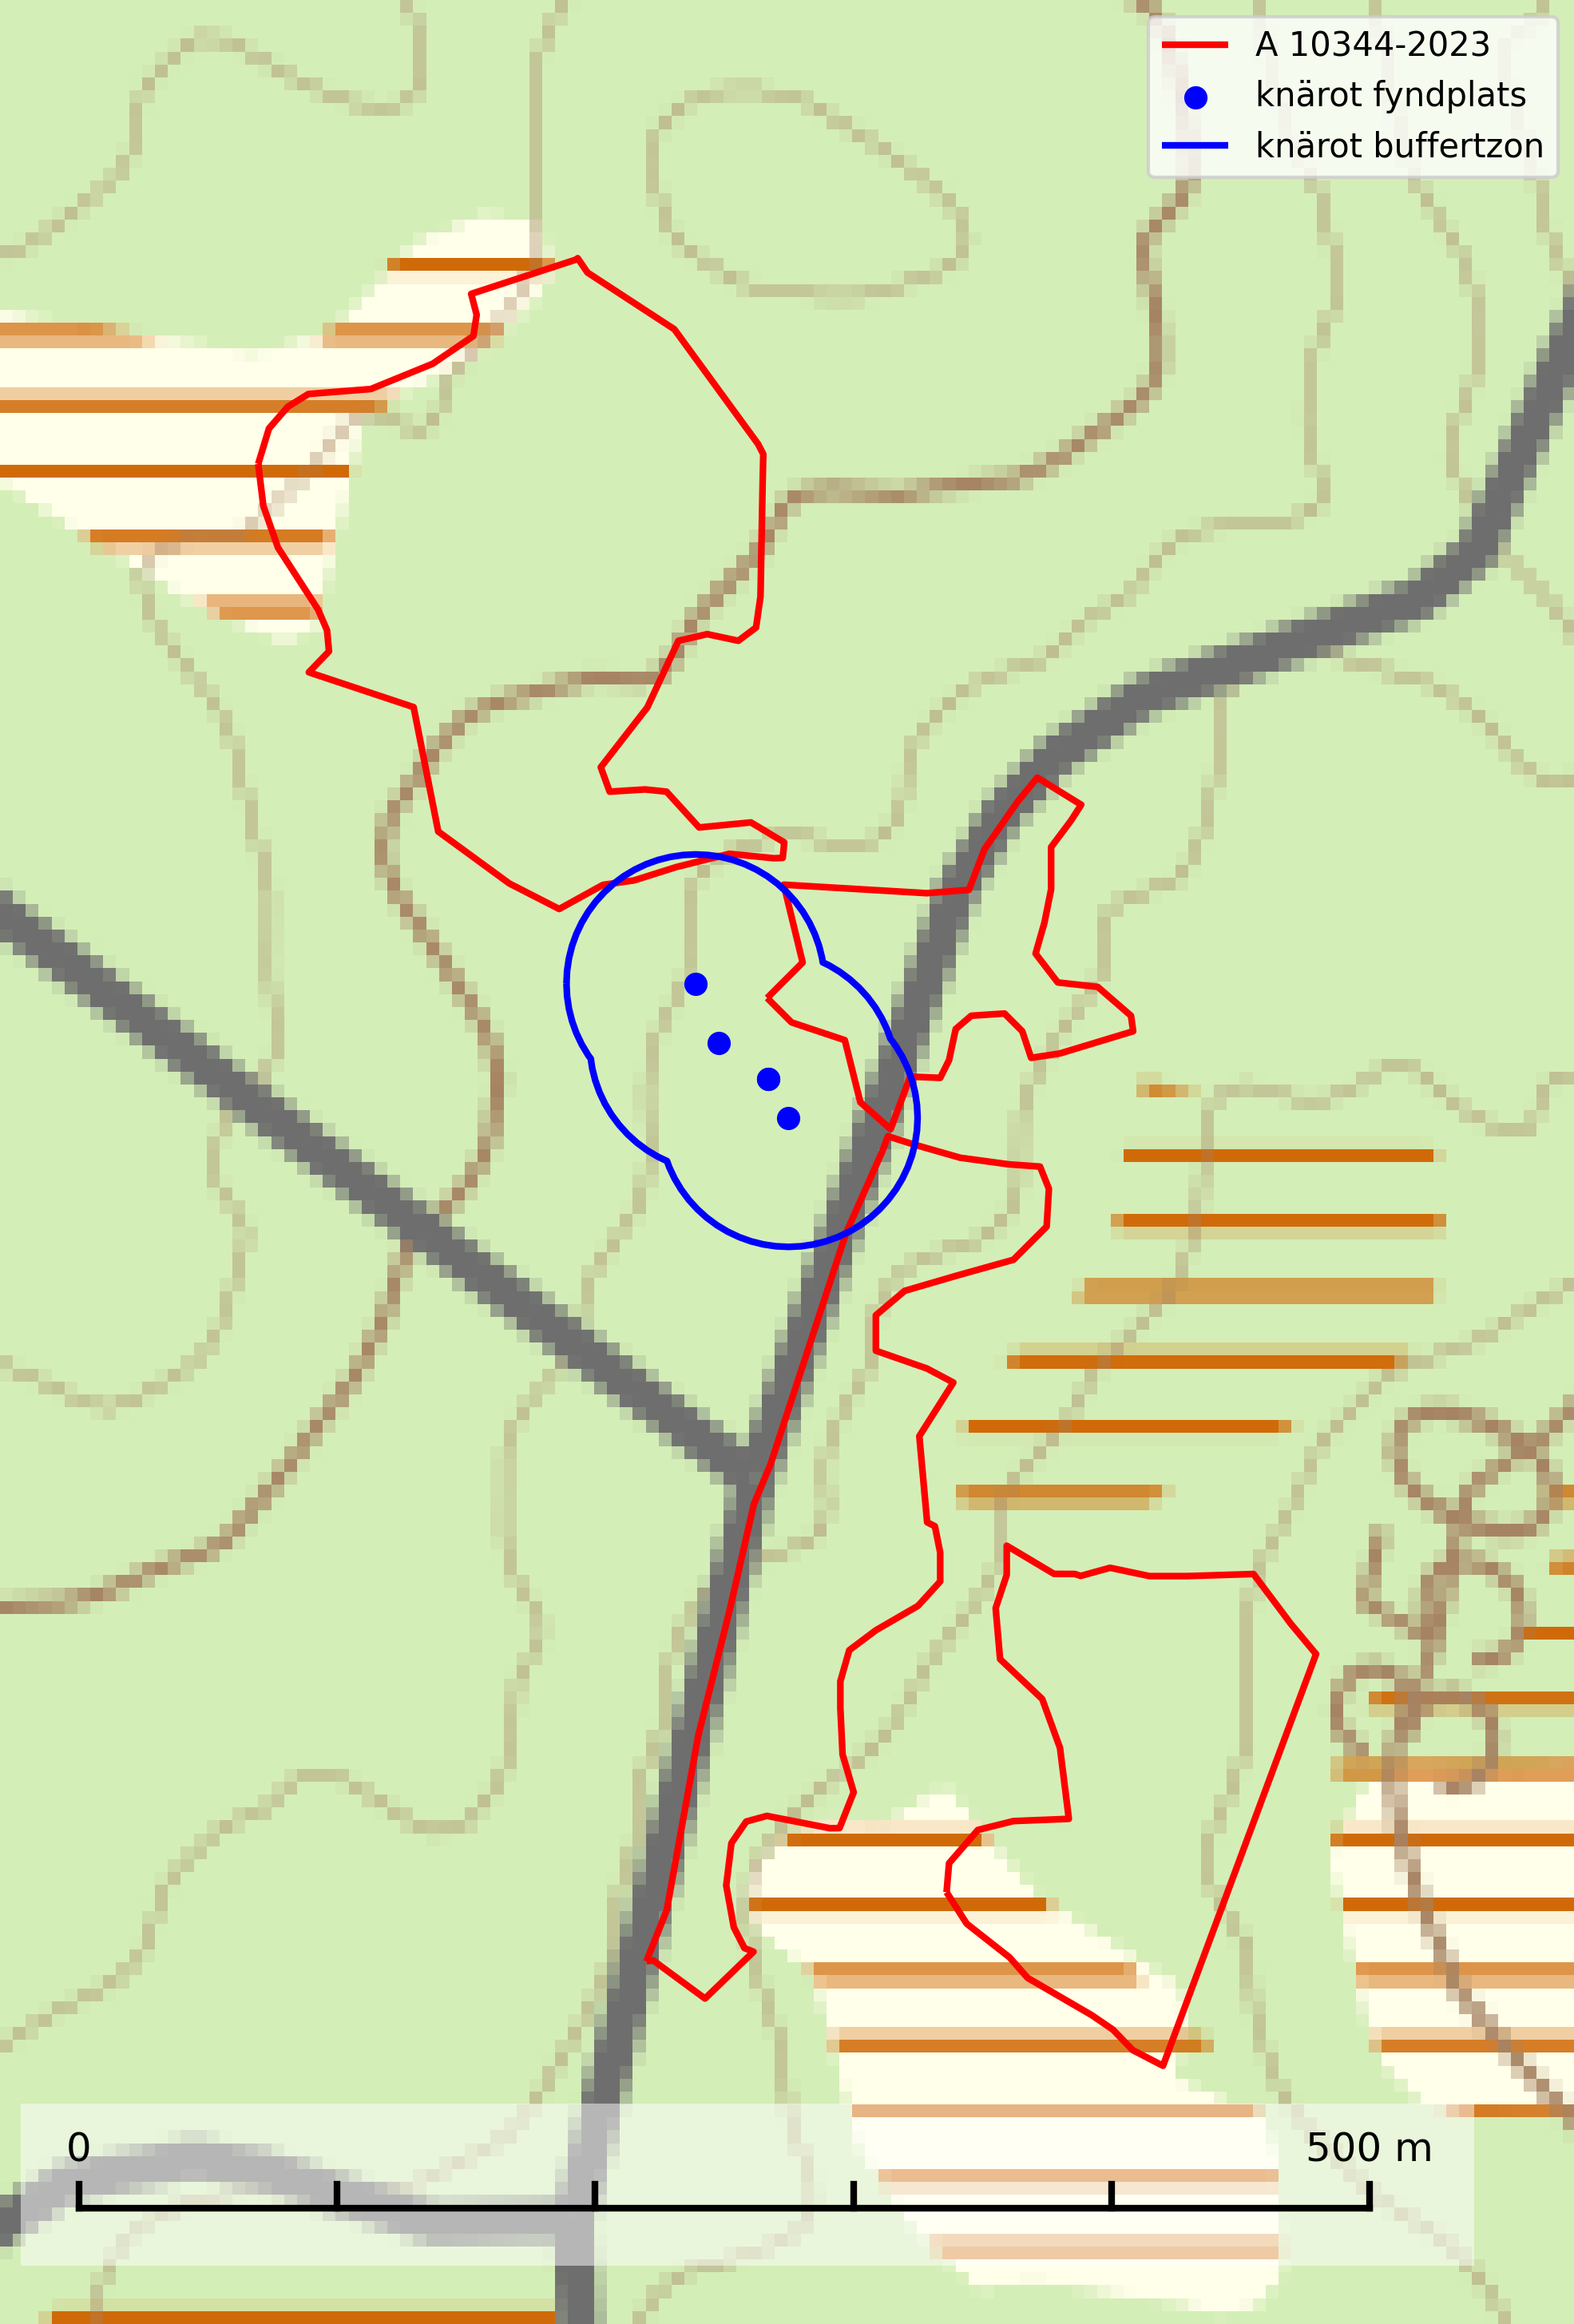 A 10344-2023
knärot fyndplats
knärot buffertzon
0
500 m